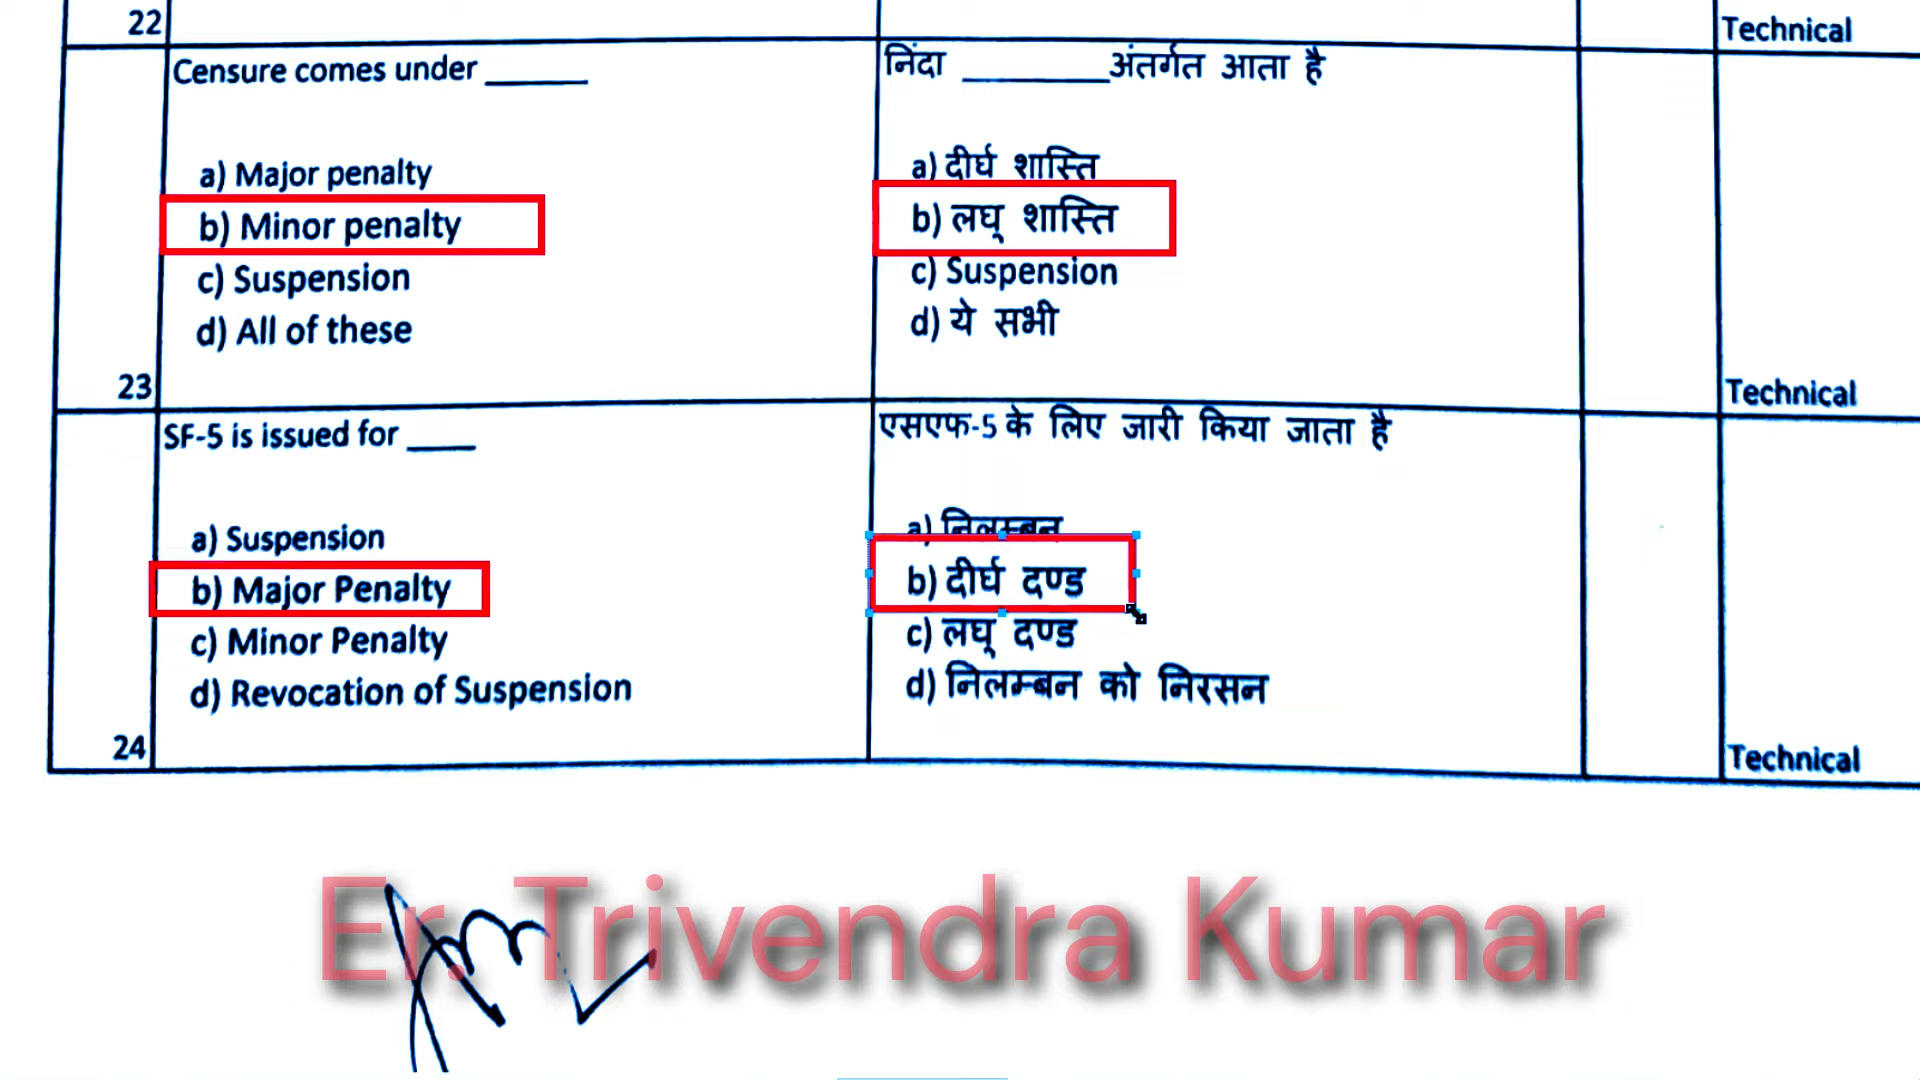 22
Technical
Censure comes under ______
a) Major penalty
b) Minor penalty
c) Suspension
d) All of these
निंदा ________अंतर्गत आता है
a) दीर्घ शास्ति
b) लघु शास्ति
c) Suspension
d) ये सभी
23
Technical
SF-5 is issued for ____
a) Suspension
b) Major Penalty
c) Minor Penalty
d) Revocation of Suspension
एसएफ-5 के लिए जारी किया जाता है
a) निलम्बन
b) दीर्घ दण्ड
c) लघु दण्ड
d) निलम्बन को निरसन
24
Technical
Er. Trivendra Kumar